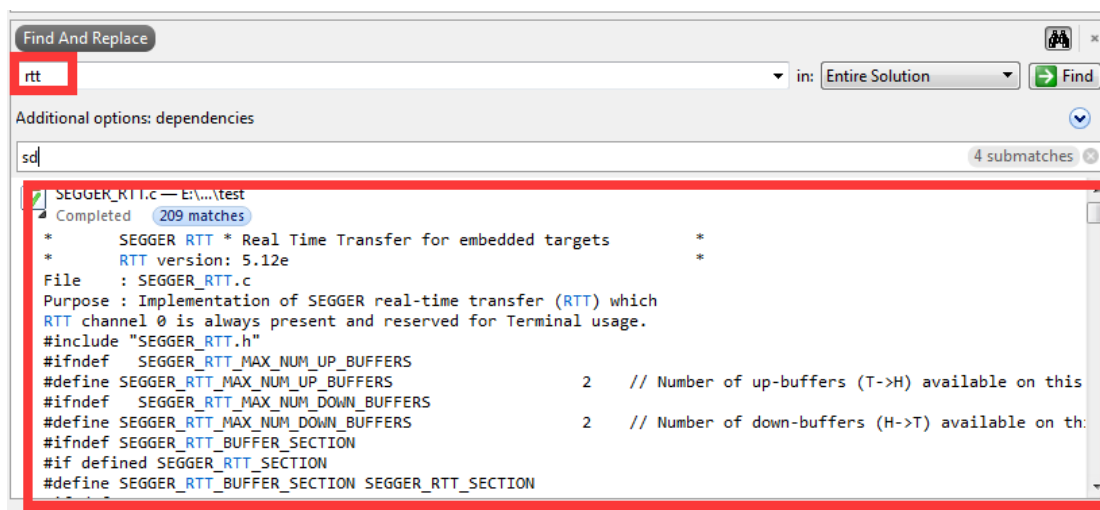 Find And Replace
rtt in: Entire Solution Find
Additional options: dependencies
sd 4 submatches
SEGGER_RTT.c — E:\...\test
Completed 209 matches
* SEGGER RTT * Real Time Transfer for embedded targets *
* RTT version: 5.12e *
File : SEGGER_RTT.c
Purpose : Implementation of SEGGER real-time transfer (RTT) which
RTT channel 0 is always present and reserved for Terminal usage.
#include "SEGGER_RTT.h"
#ifndef SEGGER_RTT_MAX_NUM_UP_BUFFERS
#define SEGGER_RTT_MAX_NUM_UP_BUFFERS 2 // Number of up-buffers (T->H) available on this
#ifndef SEGGER_RTT_MAX_NUM_DOWN_BUFFERS
#define SEGGER_RTT_MAX_NUM_DOWN_BUFFERS 2 // Number of down-buffers (H->T) available on
#ifndef SEGGER_RTT_BUFFER_SECTION
#if defined SEGGER_RTT_SECTION
#define SEGGER_RTT_BUFFER_SECTION SEGGER_RTT_SECTION